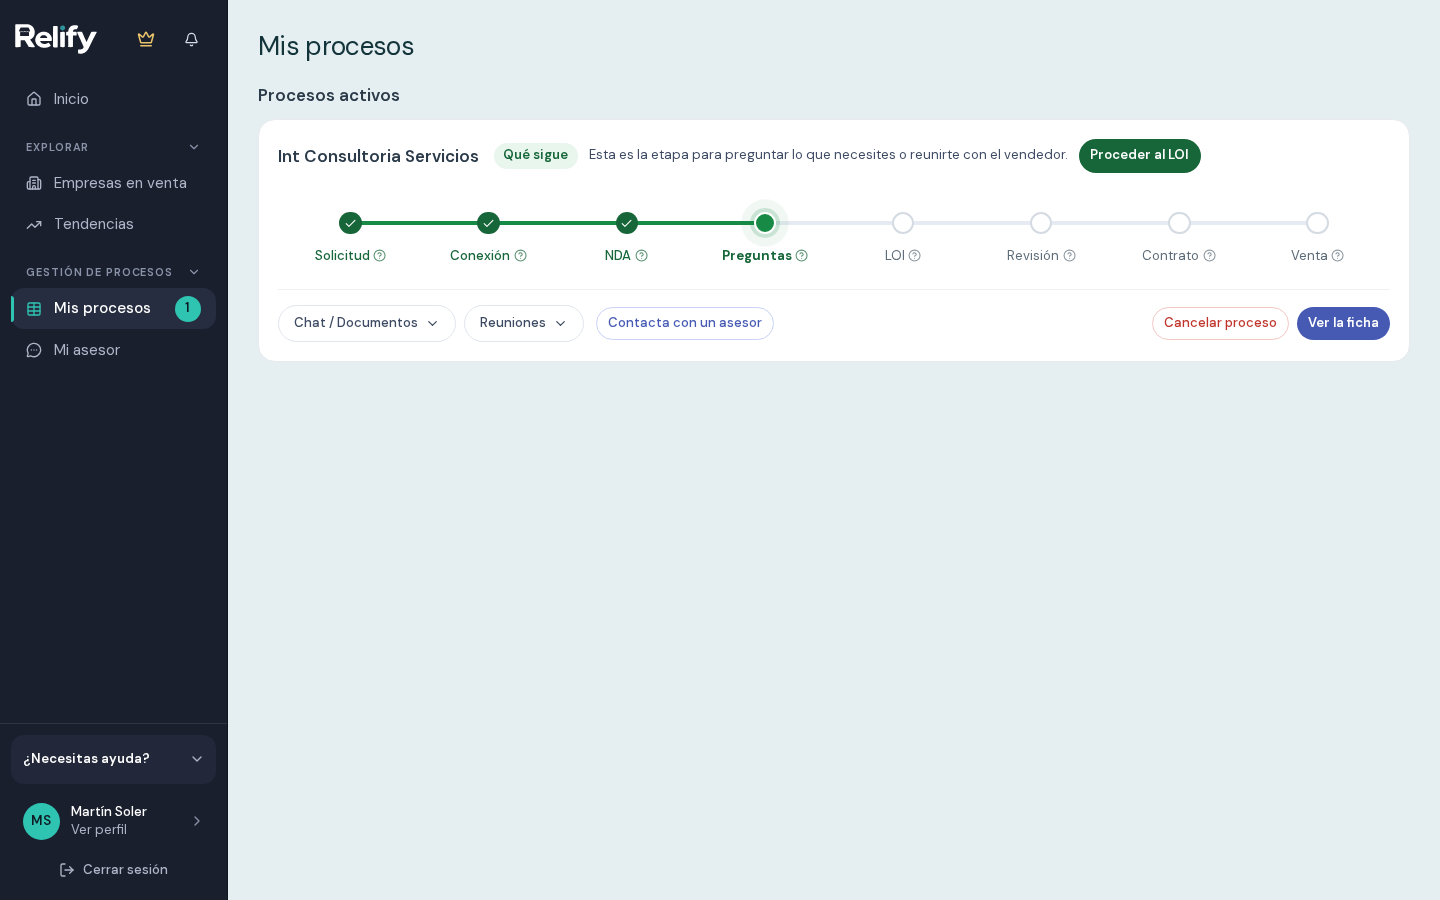 Relify
Inicio
EXPLORAR
Empresas en venta
Tendencias
GESTIÓN DE PROCESOS
Mis procesos 1
Mi asesor
¿Necesitas ayuda?
MS
Martín Soler
Ver perfil
Cerrar sesión
Mis procesos
Procesos activos
Int Consultoria Servicios Qué sigue Esta es la etapa para preguntar lo que necesites o reunirte con el vendedor. Proceder al LOI
Solicitud Conexión NDA Preguntas LOI Revisión Contrato Venta
Chat / Documentos Reuniones Contacta con un asesor Cancelar proceso Ver la ficha